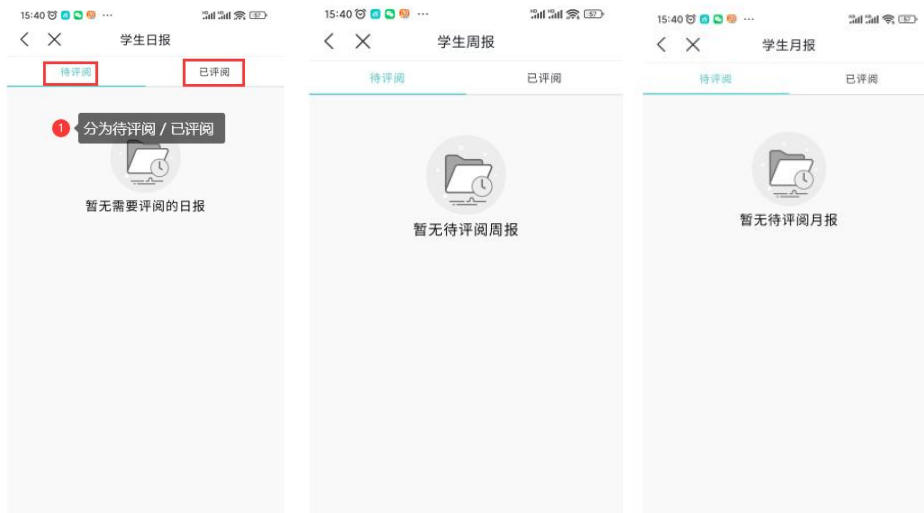 15:40
学生日报
待评阅
已评阅
1 分为待评阅 / 已评阅
暂无需要评阅的日报
15:40
57
学生周报
待评阅
已评阅
暂无待评阅周报
15:40
57
学生月报
待评阅
已评阅
暂无待评阅月报